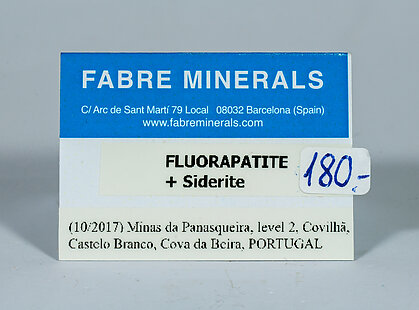 FABRE MINERALS
C/ Arc de Sant Martí 79 Local 08032 Barcelona (Spain)
www.fabreminerals.com
FLUORAPATITE
+ Siderite
180,-
(10/2017) Minas da Panasqueira, level 2, Covilhã,
Castelo Branco, Cova da Beira, PORTUGAL